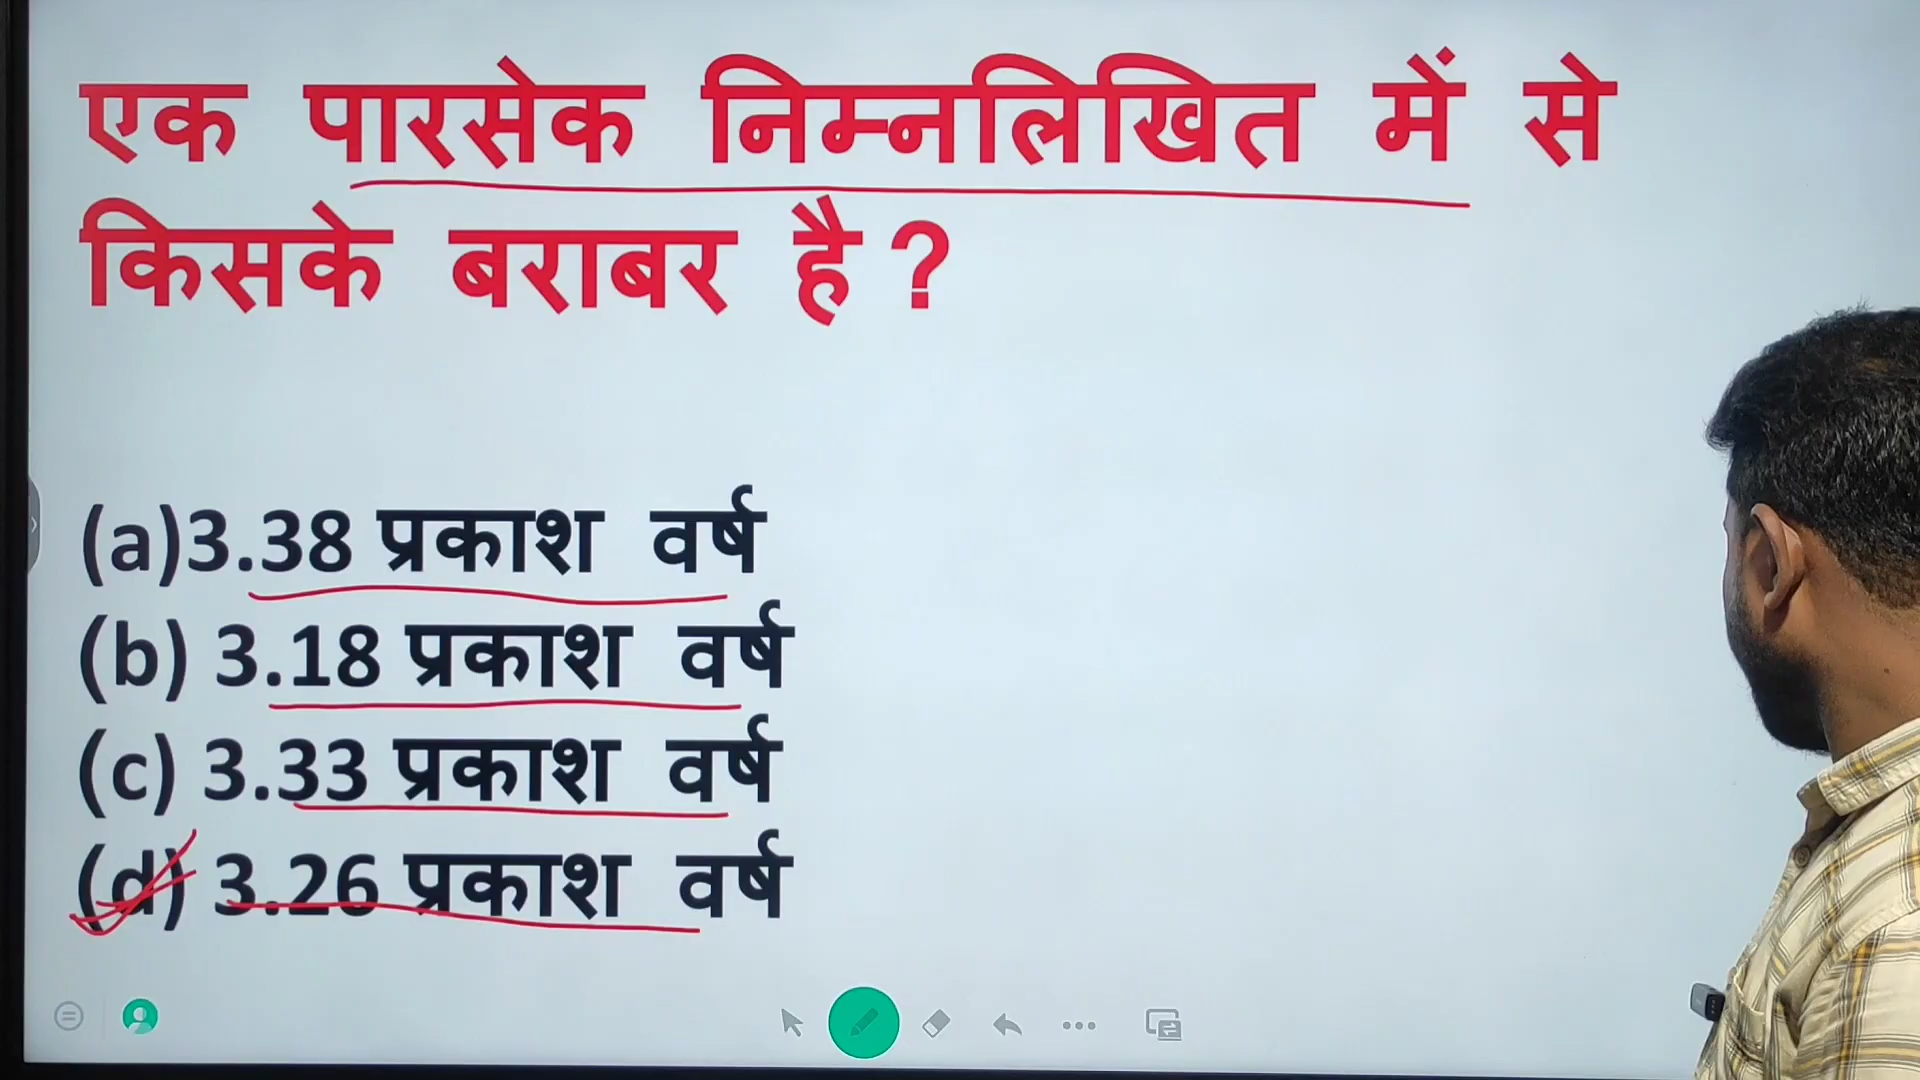 एक पारसेक निम्नलिखित में से
किसके बराबर है ?
(a)3.38 प्रकाश वर्ष
(b) 3.18 प्रकाश वर्ष
(c) 3.33 प्रकाश वर्ष
(d) 3.26 प्रकाश वर्ष